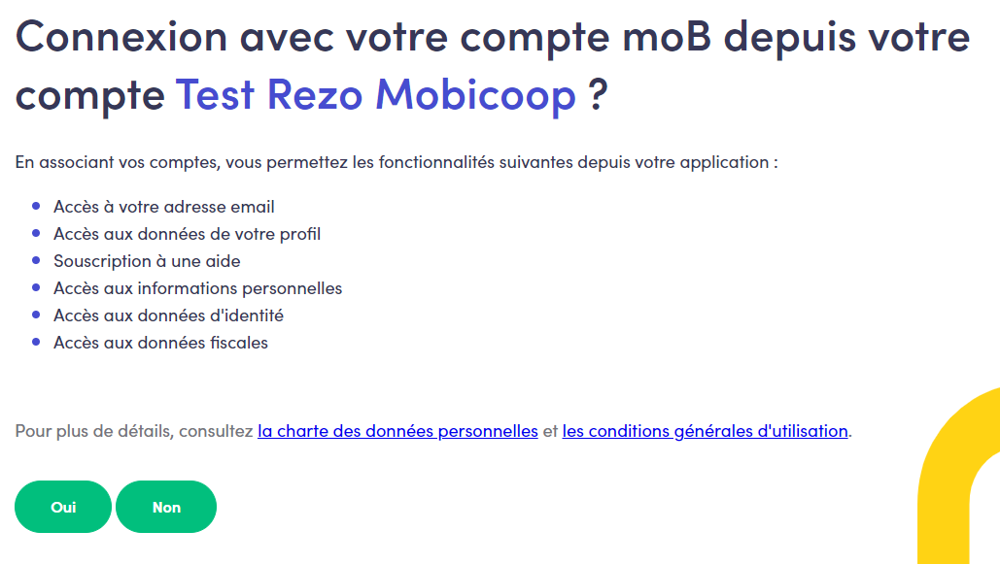 Connexion avec votre compte moB depuis votre
compte Test Rezo Mobicoop ?
En associant vos comptes, vous permettez les fonctionnalités suivantes depuis votre application :
Accès à votre adresse email
Accès aux données de votre profil
Souscription à une aide
Accès aux informations personnelles
Accès aux données d'identité
Accès aux données fiscales
Pour plus de détails, consultez la charte des données personnelles et les conditions générales d'utilisation.
Oui Non